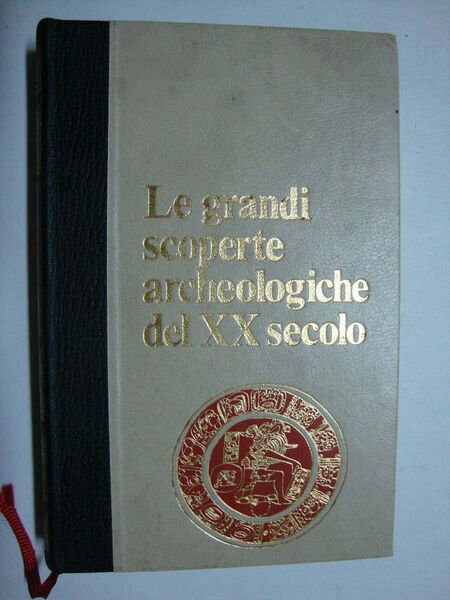 Le grandi
scoperte
archeologiche
del XX secolo